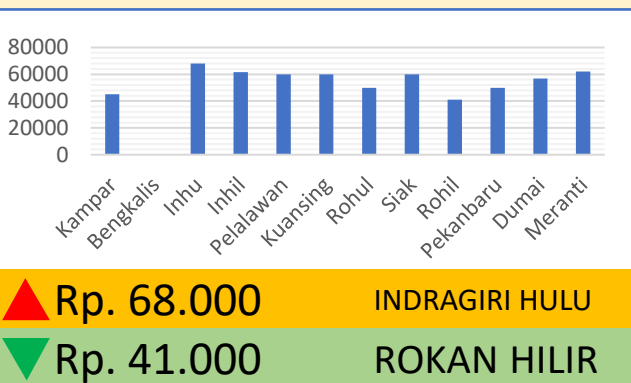 80000
60000
40000
20000
0
Kampar
Bengkalis
Inhu
Inhil
Pelalawan
Kuansing
Rohul
Siak
Rohil
Pekanbaru
Dumai
Meranti
Rp. 68.000 INDRAGIRI HULU
Rp. 41.000 ROKAN HILIR